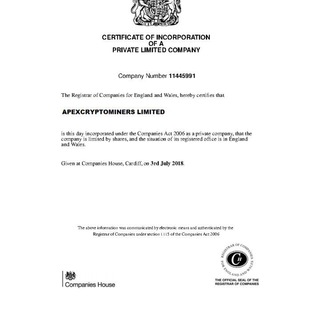 CERTIFICATE OF INCORPORATION
OF A
PRIVATE LIMITED COMPANY
Company Number 11445991
The Registrar of Companies for England and Wales, hereby certifies that
APEXCRYPTOMINERS LIMITED
is this day incorporated under the Companies Act 2006 as a private company, that the
company is limited by shares, and the situation of its registered office is in England
and Wales.
Given at Companies House, Cardiff, on 3rd July 2018.
The above information was communicated by electronic means and authenticated by the
Registrar of Companies under section 1115 of the Companies Act 2006
Companies House
THE OFFICIAL SEAL OF THE
REGISTRAR OF COMPANIES